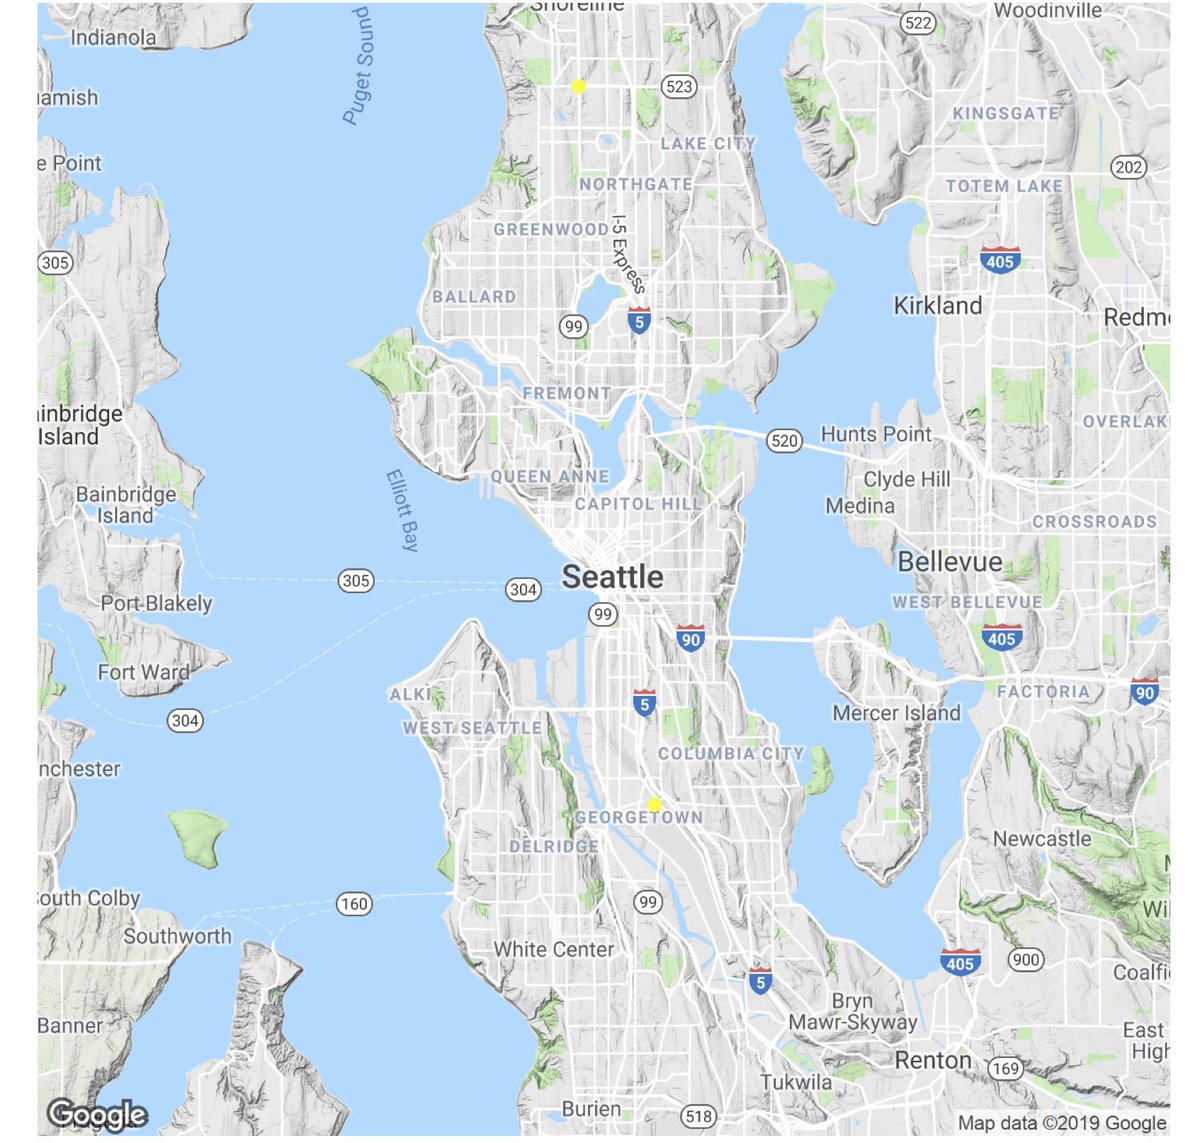 Shoreline
Woodinville
522
Indianola
Puget Sound
523
amish
KINGSGATE
LAKE CITY
e Point
202
NORTHGATE
TOTEM LAKE
I-5 Express
GREENWOOD
305
405
BALLARD
Kirkland
99
5
Redmo
FREMONT
ainbridge
Island
OVERLAK
520
Hunts Point
QUEEN ANNE
Clyde Hill
Elliott Bay
Bainbridge
Island
CAPITOL HILL
Medina
CROSSROADS
Bellevue
Seattle
305
304
Port Blakely
WEST BELLEVUE
99
90
405
Fort Ward
ALKI
FACTORIA
90
5
304
WEST SEATTLE
Mercer Island
COLUMBIA CITY
nchester
GEORGETOWN
DELRIDGE
Newcastle
outh Colby
160
99
Wi
Southworth
White Center
405
900
Coalfi
5
Bryn
Mawr-Skyway
Banner
East
High
Renton
169
Tukwila
Burien
518
Google
Map data ©2019 Google